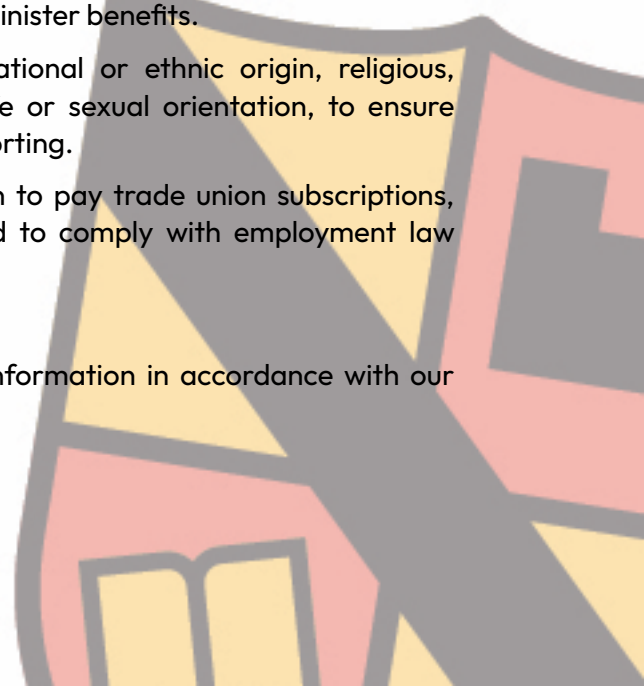 inister benefits.
ational or ethnic origin, religious,
e or sexual orientation, to ensure
orting.
n to pay trade union subscriptions,
d to comply with employment law
nformation in accordance with our